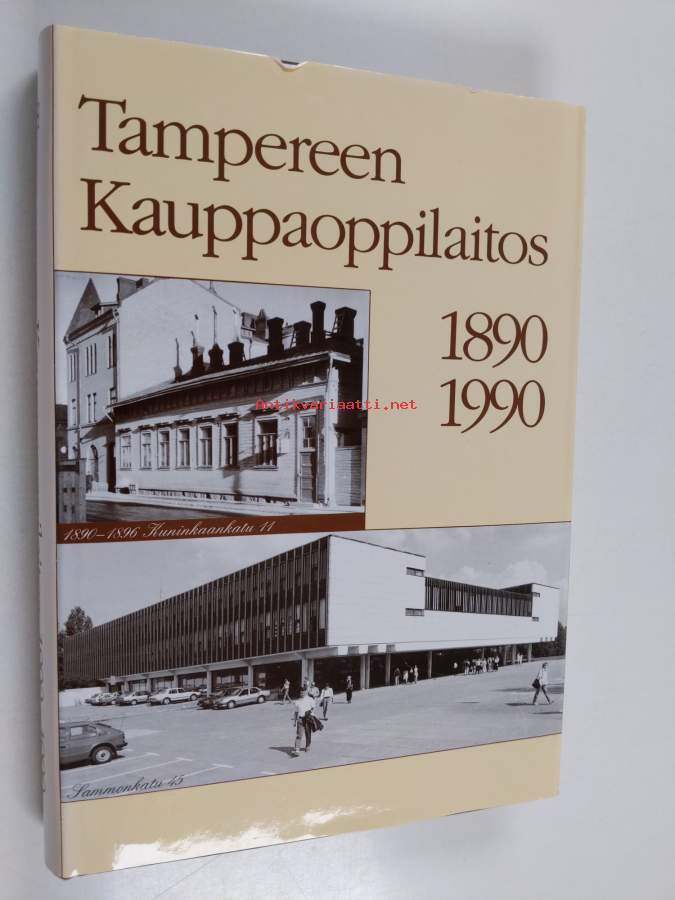 Tampereen
Kauppaoppilaitos
1890
1990
Antikvariaatti.net
1890–1896 Kuninkaankatu 11
Sammonkatu 45